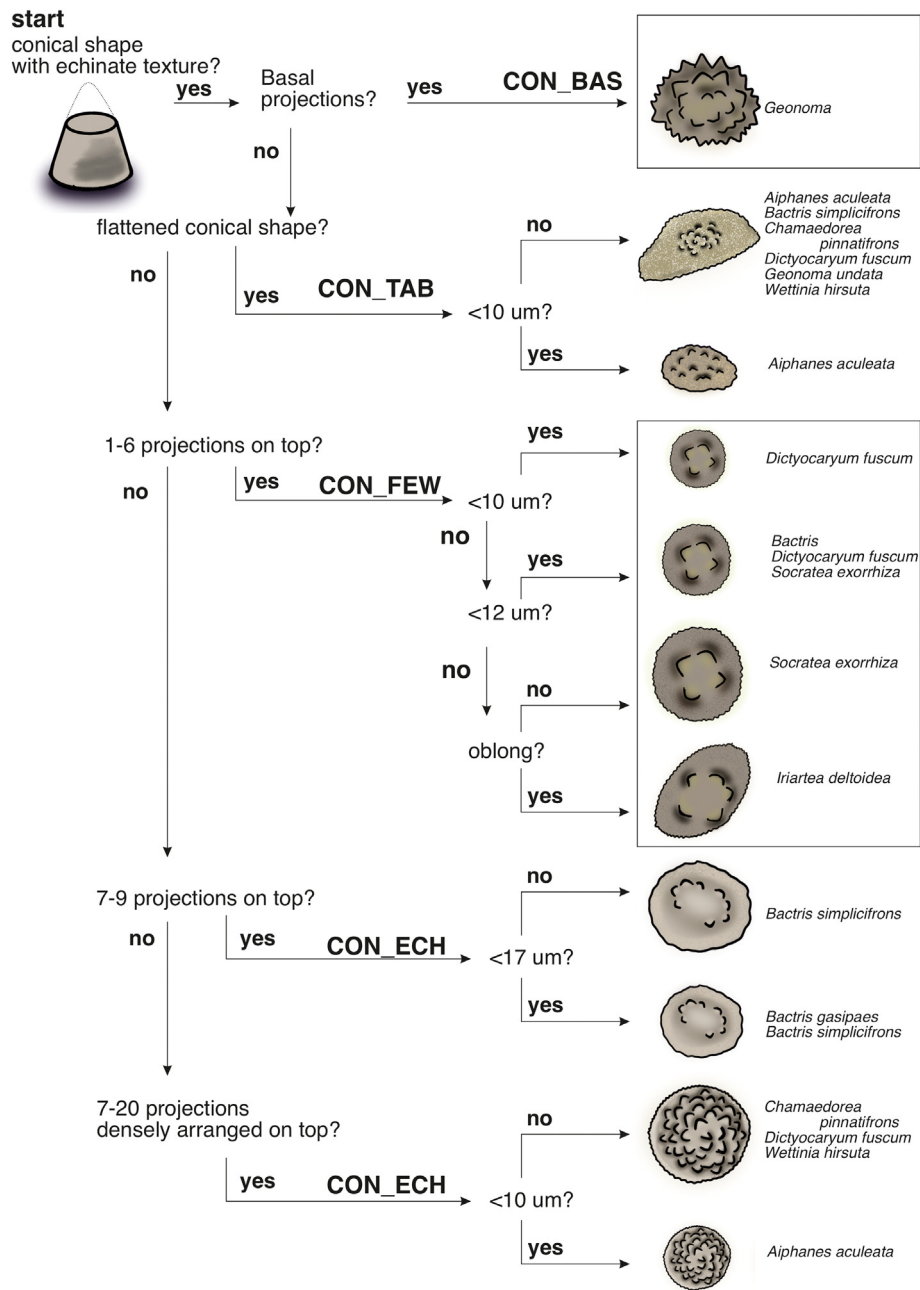 start
conical shape
with echinate texture?
yes
Basal
projections?
yes
CON_BAS
Geonoma
no
flattened conical shape?
no
yes
CON_TAB
<10 um?
no
Aiphanes aculeata
Bactris simplicifrons
Chamaedorea
pinnatifrons
Dictyocaryum fuscum
Geonoma undata
Wettinia hirsuta
yes
Aiphanes aculeata
1-6 projections on top?
no
yes
CON_FEW
<10 um?
yes
Dictyocaryum fuscum
no
<12 um?
yes
Bactris
Dictyocaryum fuscum
Socratea exorrhiza
no
oblong?
no
Socratea exorrhiza
yes
Iriartea deltoidea
7-9 projections on top?
no
yes
CON_ECH
<17 um?
no
Bactris simplicifrons
yes
Bactris gasipaes
Bactris simplicifrons
7-20 projections
densely arranged on top?
yes
CON_ECH
<10 um?
no
Chamaedorea
pinnatifrons
Dictyocaryum fuscum
Wettinia hirsuta
yes
Aiphanes aculeata